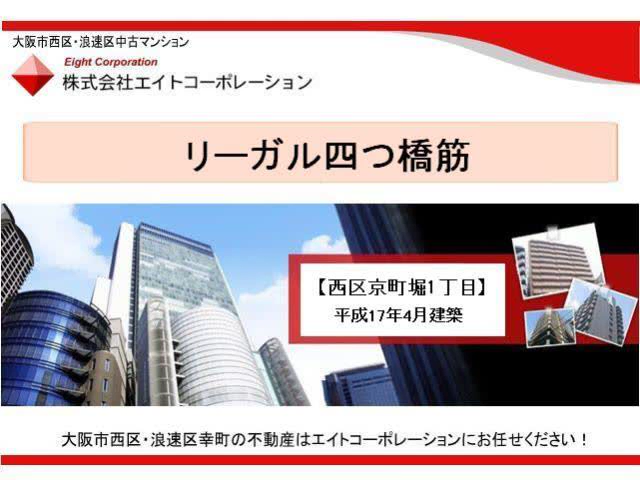 大阪市西区・浪速区中古マンション
Eight Corporation
株式会社エイトコーポレーション
リーガル四つ橋筋
【西区京町堀1丁目】
平成17年4月建築
大阪市西区・浪速区幸町の不動産はエイトコーポレーションにお任せください！